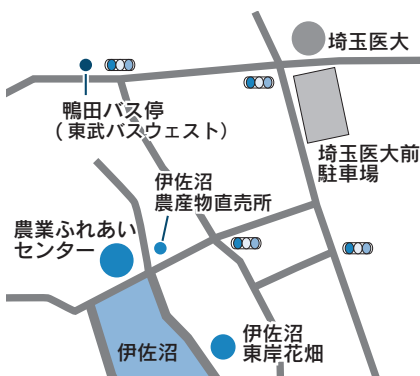 埼玉医大
鴨田バス停
(東武バスウェスト)
埼玉医大前
駐車場
伊佐沼
農産物直売所
農業ふれあい
センター
伊佐沼
東岸花畑
伊佐沼